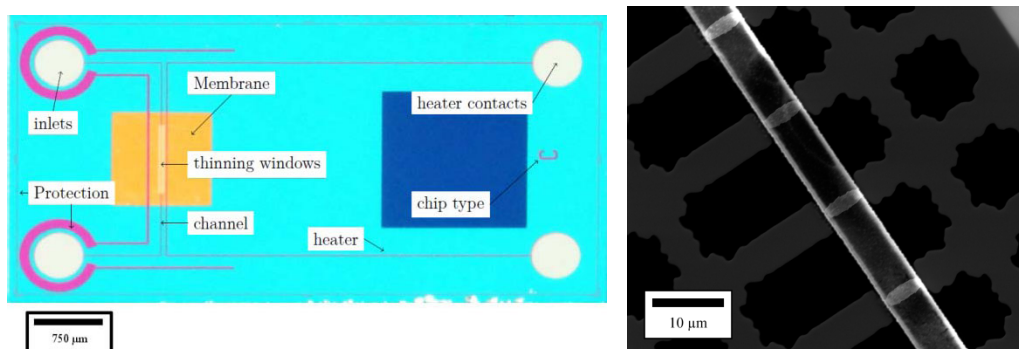 Membrane
heater contacts
inlets
thinning windows
Protection
chip type
channel
heater
C
750 µm
10 µm